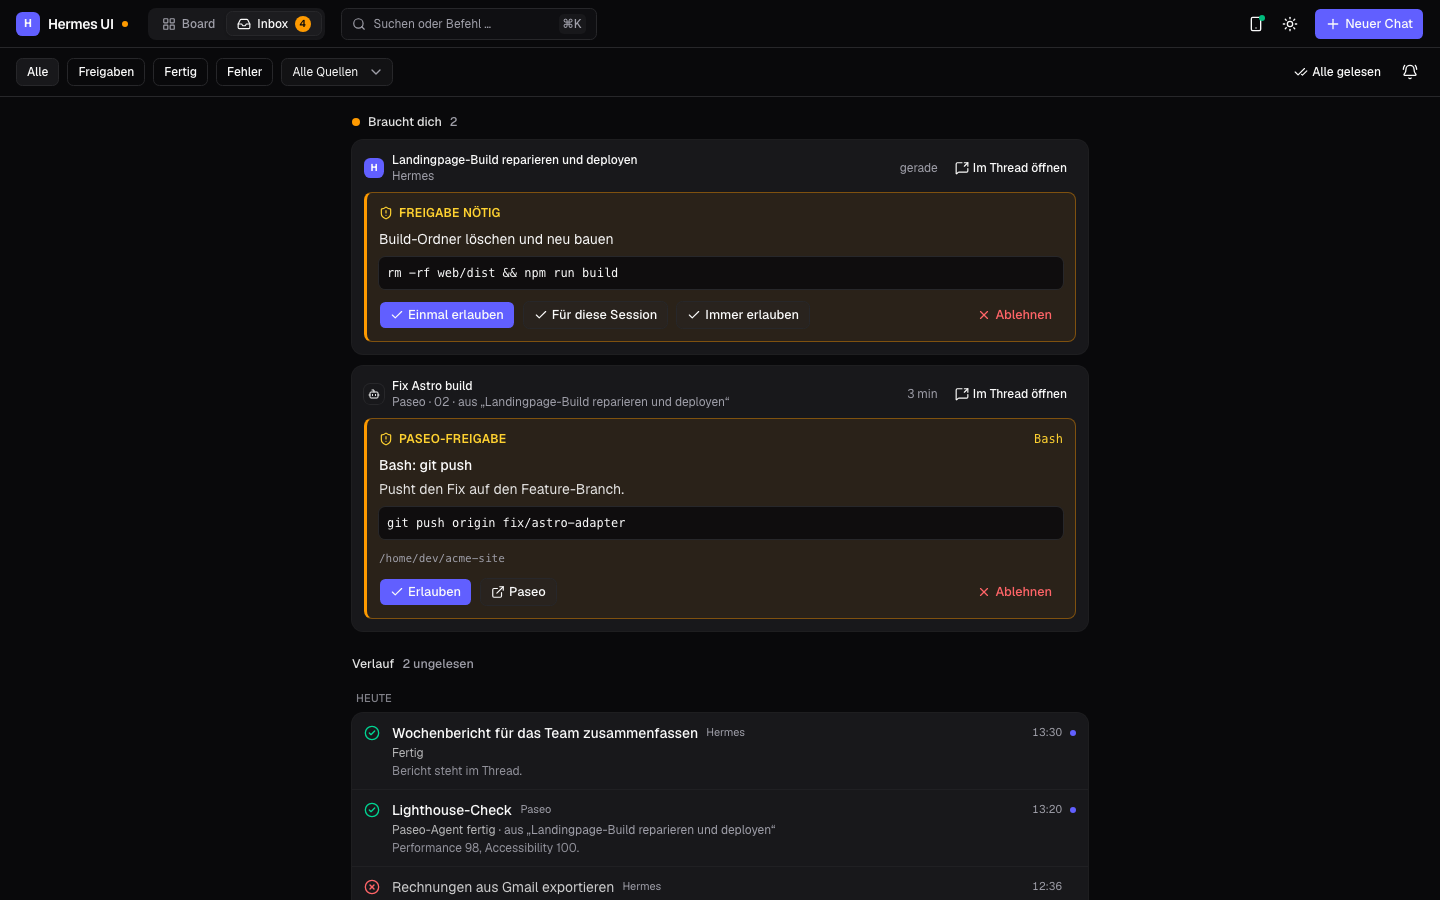 H Hermes UI Board Inbox 4 Suchen oder Befehl … ⌘K Neuer Chat
Alle Freigaben Fertig Fehler Alle Quellen Alle gelesen
Braucht dich 2
H Landingpage-Build reparieren und deployen gerade Im Thread öffnen
Hermes
FREIGABE NÖTIG
Build-Ordner löschen und neu bauen
rm -rf web/dist && npm run build
Einmal erlauben Für diese Session Immer erlauben Ablehnen
Fix Astro build 3 min Im Thread öffnen
Paseo · 02 · aus „Landingpage-Build reparieren und deployen“
PASEO-FREIGABE Bash
Bash: git push
Pusht den Fix auf den Feature-Branch.
git push origin fix/astro-adapter
/home/dev/acme-site
Erlauben Paseo Ablehnen
Verlauf 2 ungelesen
HEUTE
Wochenbericht für das Team zusammenfassen Hermes 13:30
Fertig
Bericht steht im Thread.
Lighthouse-Check Paseo 13:20
Paseo-Agent fertig · aus „Landingpage-Build reparieren und deployen“
Performance 98, Accessibility 100.
Rechnungen aus Gmail exportieren Hermes 12:36